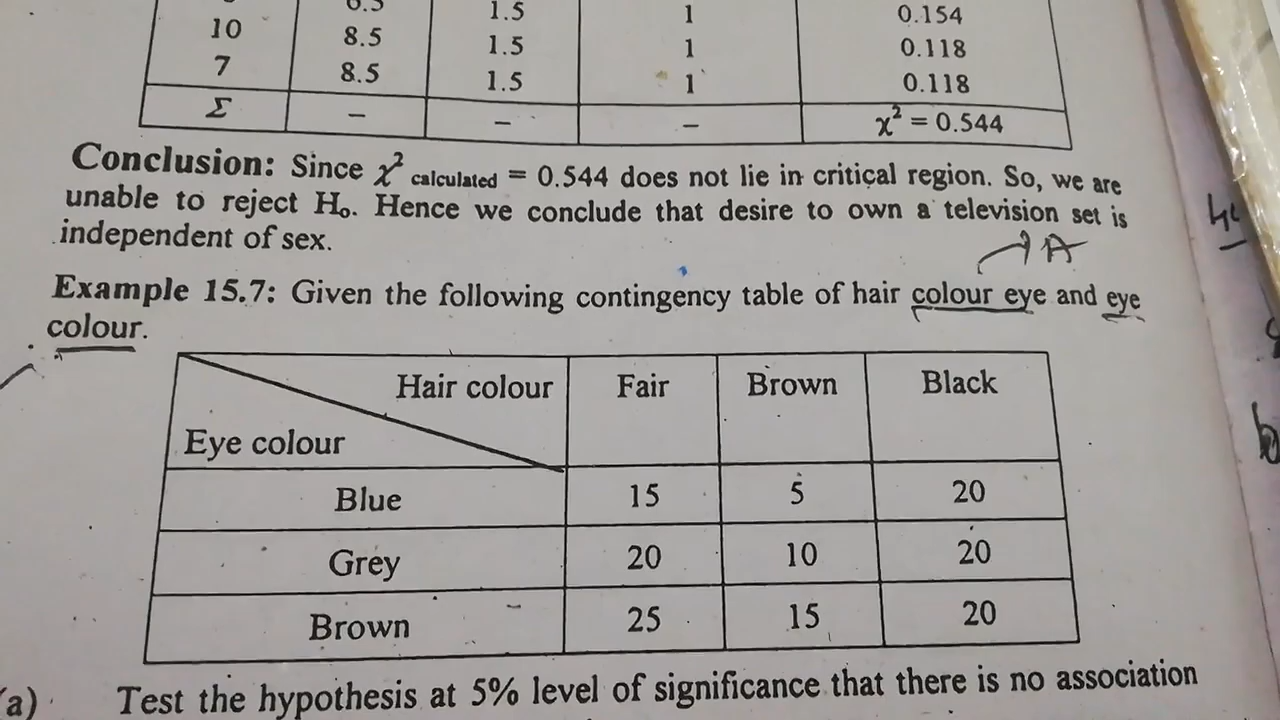 6.5 1.5 1 0.154
10 8.5 1.5 1 0.118
7 8.5 1.5 1 0.118
Σ – – – χ² = 0.544
Conclusion: Since χ² calculated = 0.544 does not lie in critical region. So, we are
unable to reject H₀. Hence we conclude that desire to own a television set is
independent of sex.
A
Example 15.7: Given the following contingency table of hair colour eye and eye
colour.
Hair colour Fair Brown Black
Eye colour
Blue 15 5 20
Grey 20 10 20
Brown 25 15 20
(a) Test the hypothesis at 5% level of significance that there is no association